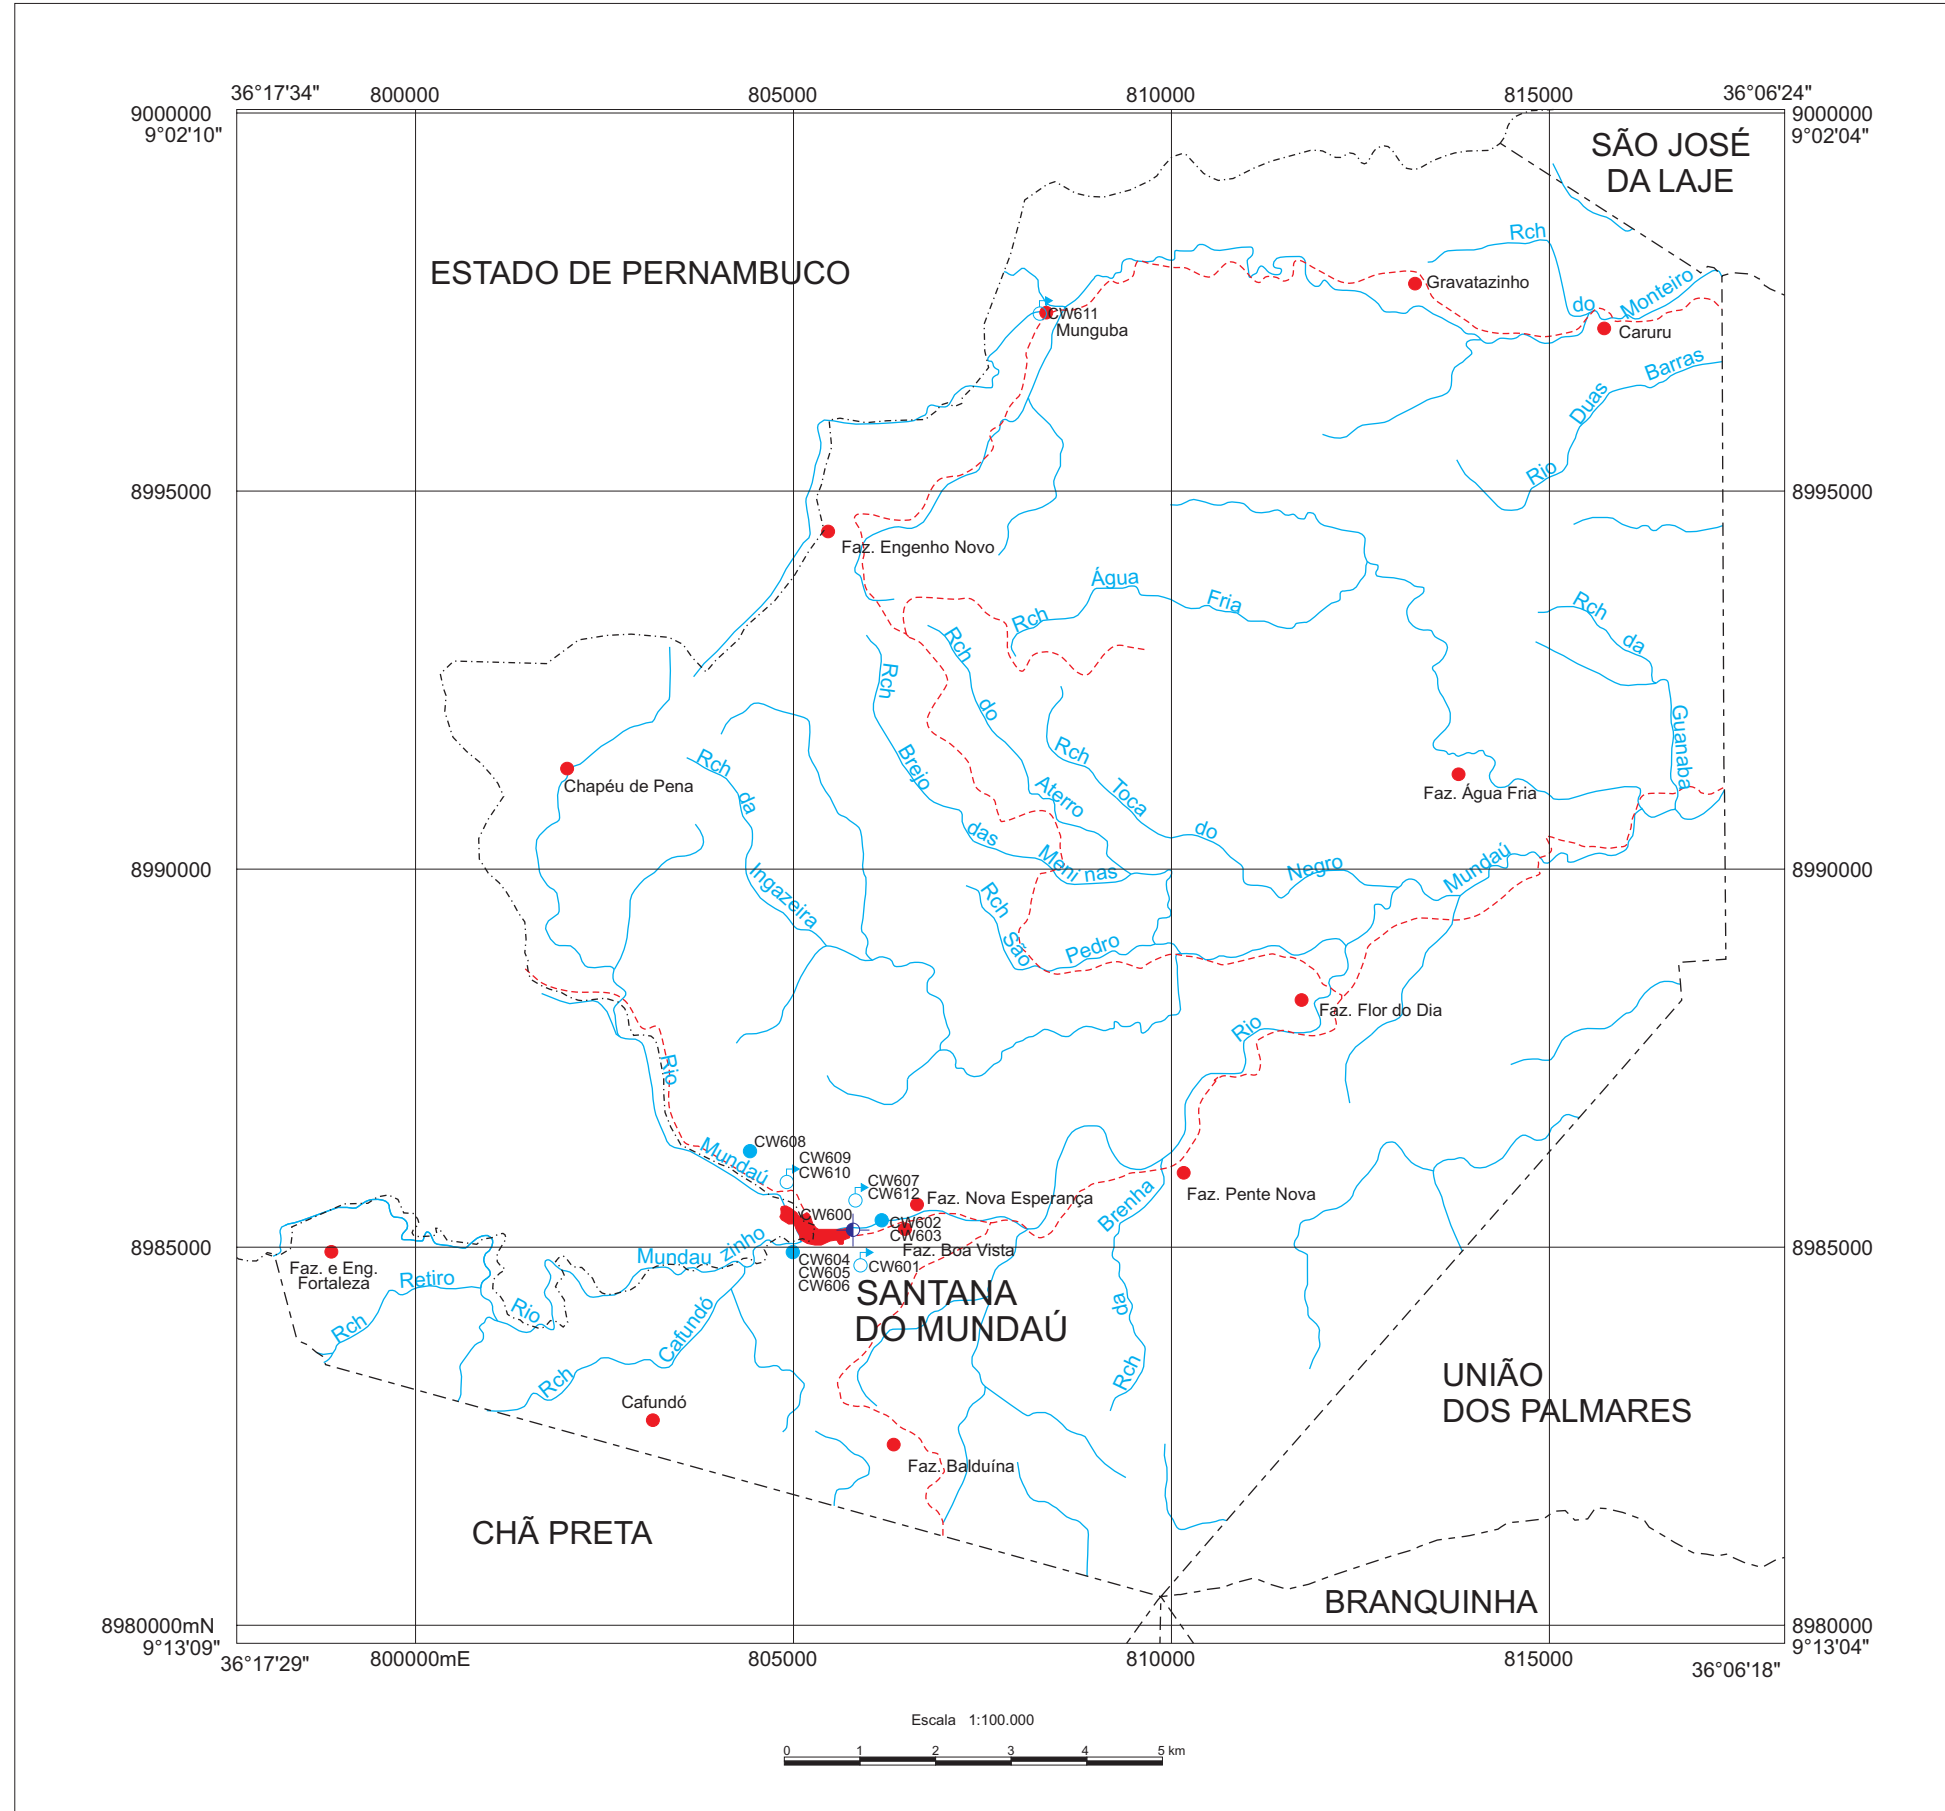 36°17'34"
800000
805000
810000
815000
36°06'24"
9000000
9°02'10"
9000000
9°02'04"
SÃO JOSÉ
DA LAJE
ESTADO DE PERNAMBUCO
Rch
do
Monteiro
Gravatazinho
CW611
Munguba
Caruru
Duas
Barras
Rio
8995000
8995000
Faz. Engenho Novo
Rch
Água
Fria
Rch
da
Guanaba
Rch
do
Aterro
Rch
Brejo
das
Meni nas
Rch
Toca
do
Negro
Rch
da
Ingazeira
Chapéu de Pena
Faz. Água Fria
8990000
8990000
Mundaú
Rch
São
Pedro
Faz. Flor do Dia
Rio
Rio
Mundaú
CW608
CW609
CW610
CW607
CW612
Faz. Nova Esperança
Faz. Pente Nova
CW600
CW602
CW603
Faz. Boa Vista
Brenha
da
Rch
8985000
8985000
Mundau zinho
Rio
CW604
CW605
CW606
CW601
SANTANA
DO MUNDAÚ
Faz. e Eng.
Fortaleza
Retiro
Rch
Cafundó
Rch
Cafundó
Faz. Balduína
UNIÃO
DOS PALMARES
CHÃ PRETA
BRANQUINHA
8980000mN
9°13'09"
8980000
9°13'04"
36°17'29"
800000mE
805000
810000
815000
36°06'18"
Escala 1:100.000
0 1 2 3 4 5 km